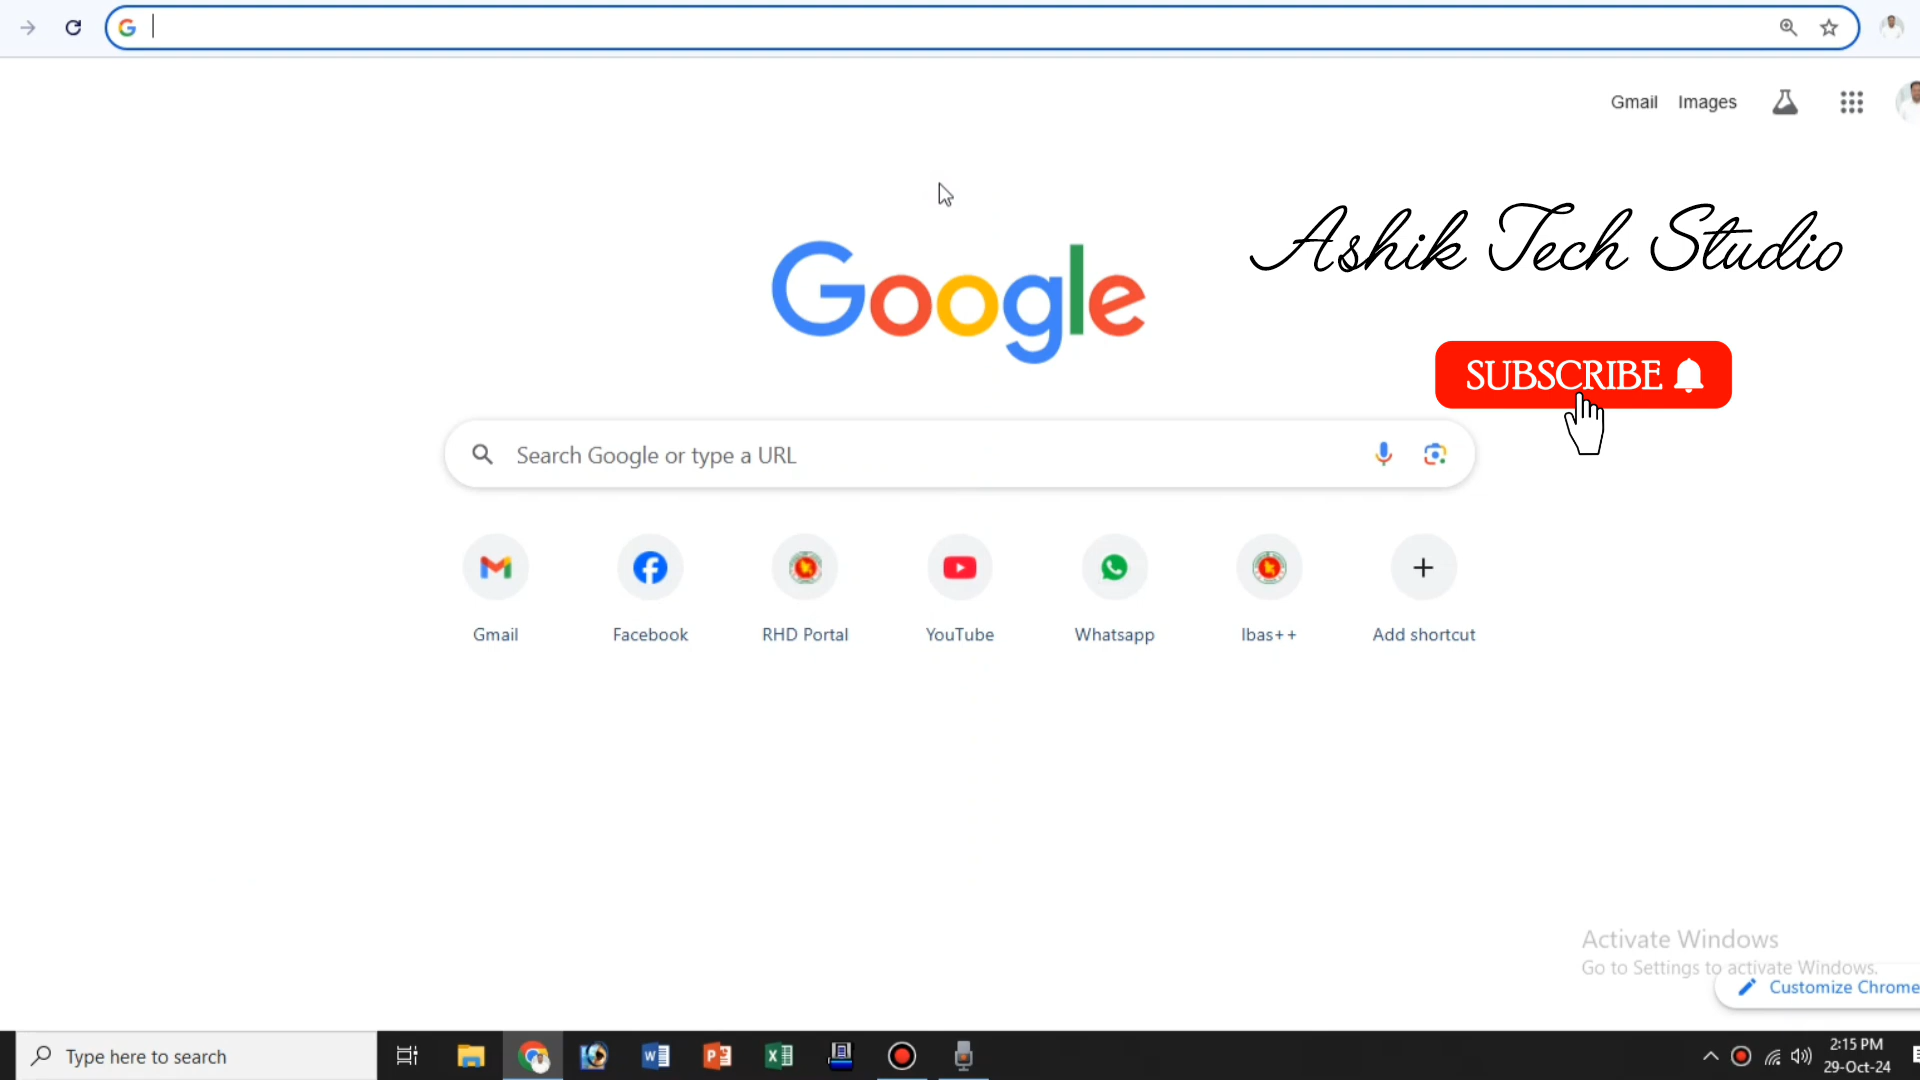 Gmail Images
Google
Ashik Tech Studio
SUBSCRIBE
Search Google or type a URL
Gmail
Facebook
RHD Portal
YouTube
Whatsapp
Ibas++
Add shortcut
Activate Windows
Go to Settings to activate Windows.
Customize Chrome
Type here to search
2:15 PM
29-Oct-24